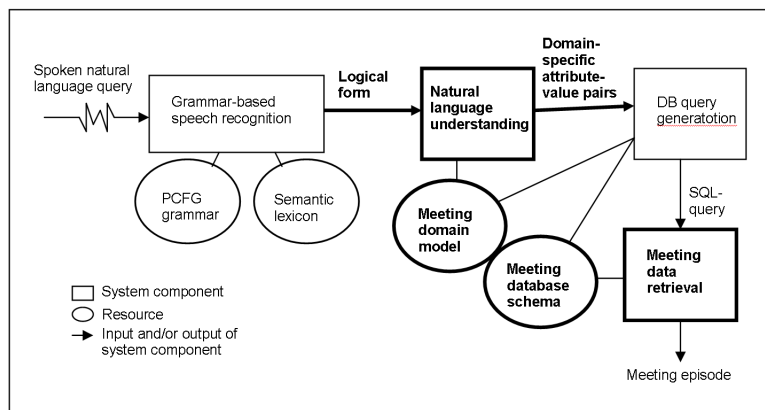 Spoken natural
language query
Grammar-based
speech recognition
PCFG
grammar
Semantic
lexicon
Logical
form
Natural
language
understanding
Domain-
specific
attribute-
value pairs
DB query
generatotion
Meeting
domain
model
Meeting
database
schema
SQL-
query
Meeting
data
retrieval
Meeting episode
System component
Resource
Input and/or output of
system component